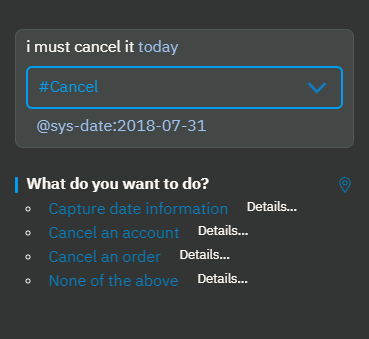 i must cancel it today
#Cancel
@sys-date:2018-07-31
What do you want to do?
Capture date information Details...
Cancel an account Details...
Cancel an order Details...
None of the above Details...